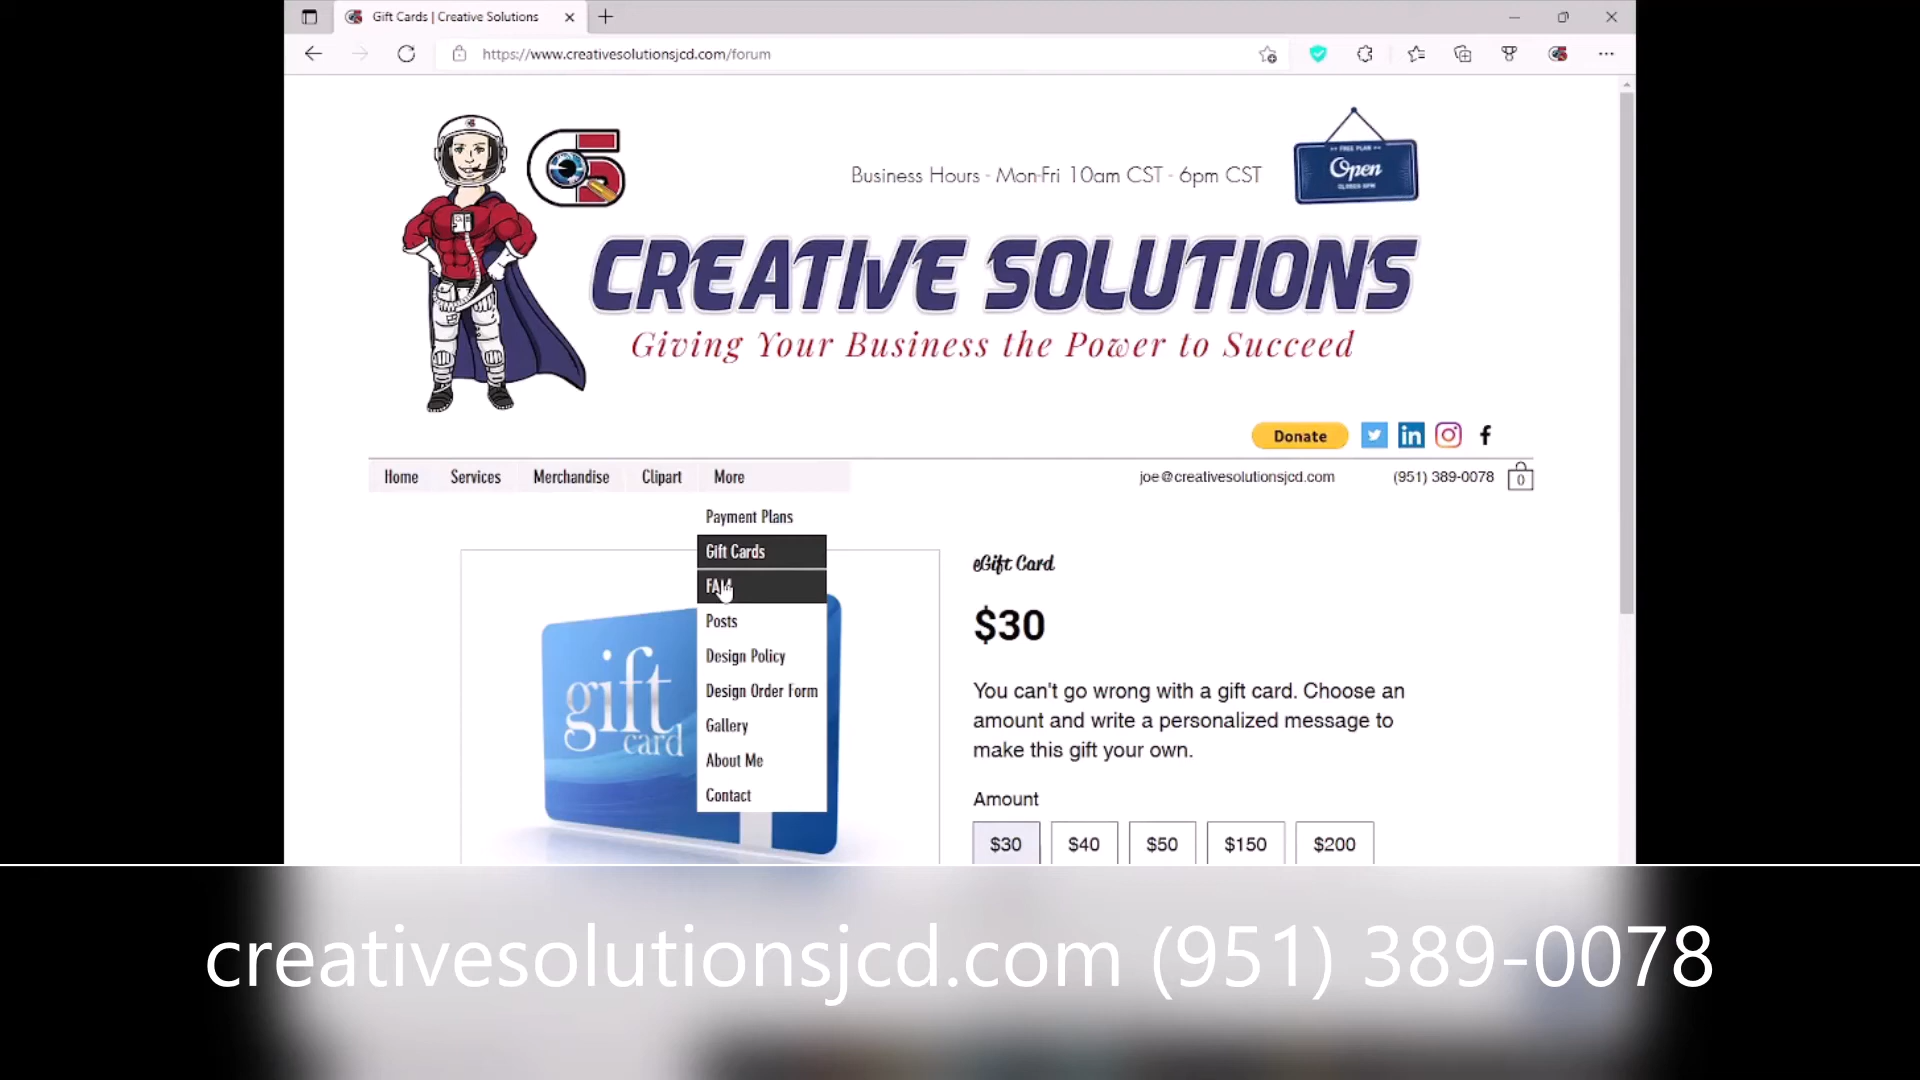 Gift Cards | Creative Solutions
https://www.creativesolutionsjcd.com/forum
Business Hours - Mon-Fri 10am CST - 6pm CST
FREE PLAN
Open
CLOSED 6PM
CREATIVE SOLUTIONS
Giving Your Business the Power to Succeed
Donate
Home Services Merchandise Clipart More
joe@creativesolutionsjcd.com (951) 389-0078 0
Payment Plans
Gift Cards
Posts
Design Policy
Design Order Form
Gallery
About Me
Contact
gift
card
eGift Card
$30
You can't go wrong with a gift card. Choose an
amount and write a personalized message to
make this gift your own.
Amount
$30 $40 $50 $150 $200
creativesolutionsjcd.com (951) 389-0078